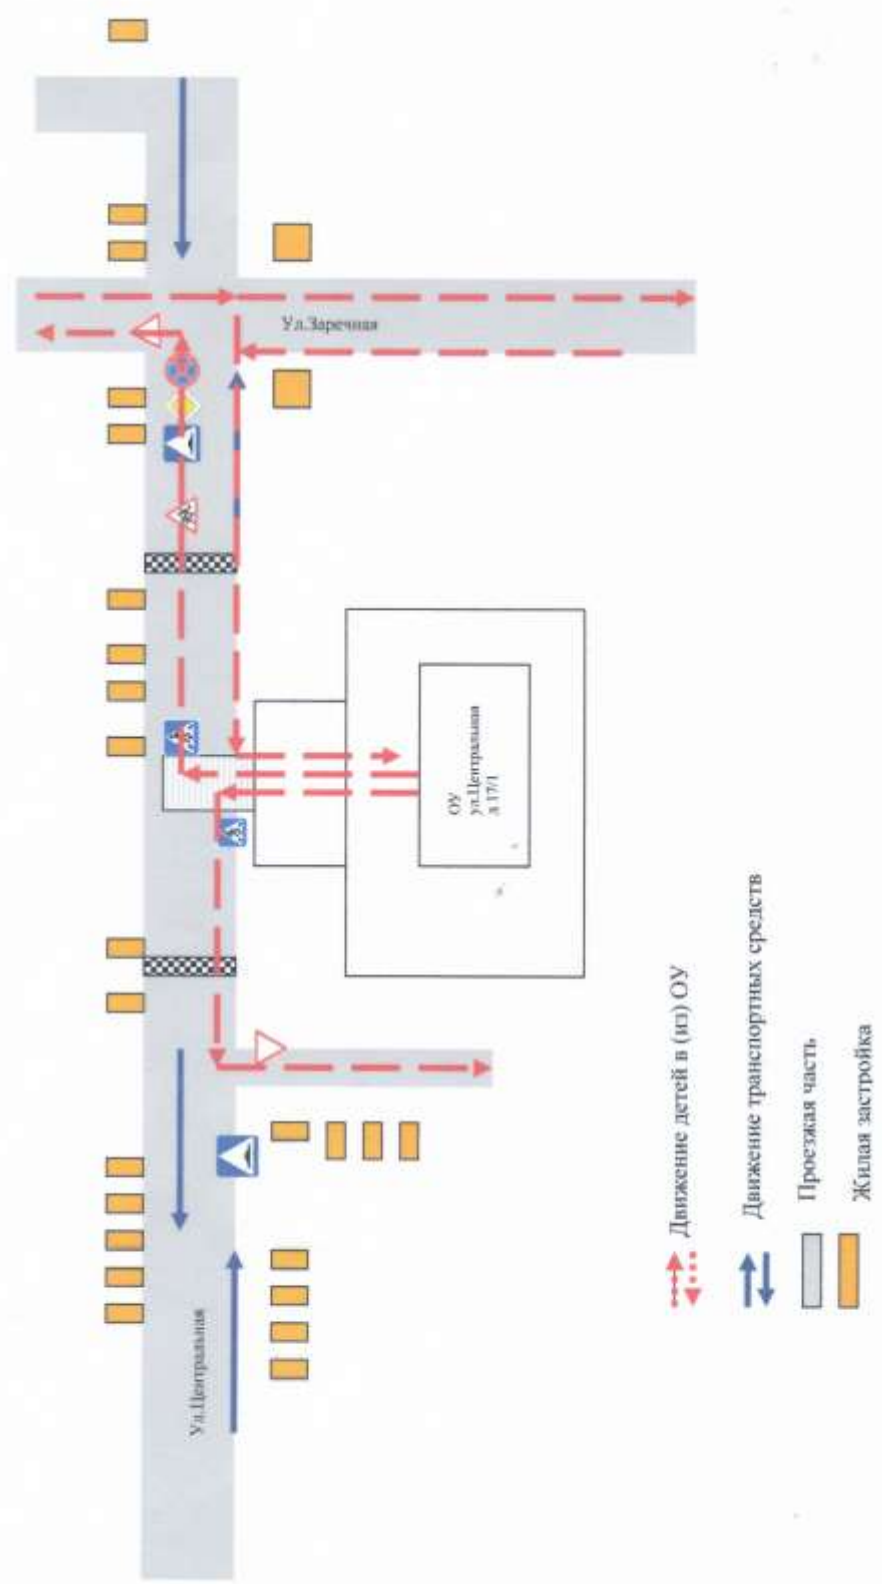 Ул.Заречная
ОУ
ул.Центральная
д 17/1
Ул.Центральная
Движение детей в (из) ОУ
Движение транспортных средств
Проезжая часть
Жилая застройка